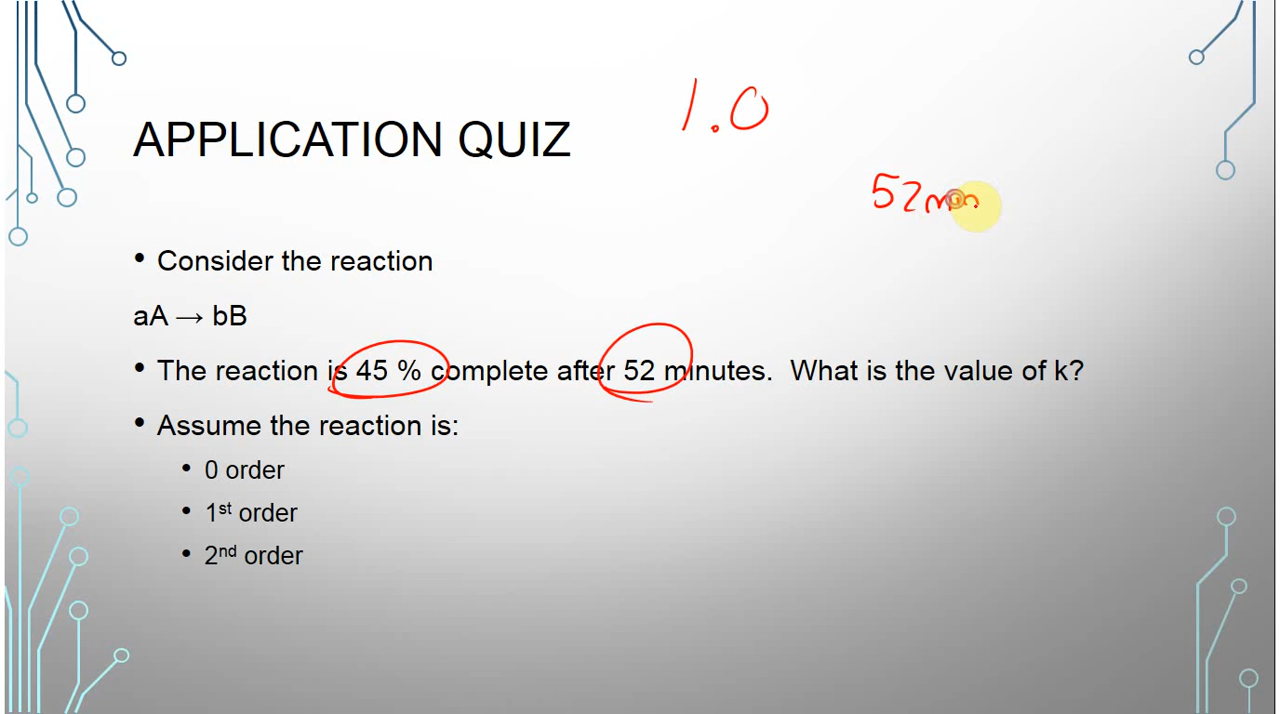 1.0
APPLICATION QUIZ
52min
• Consider the reaction
aA → bB
• The reaction is 45 % complete after 52 minutes.  What is the value of k?
• Assume the reaction is:
• 0 order
• 1st order
• 2nd order